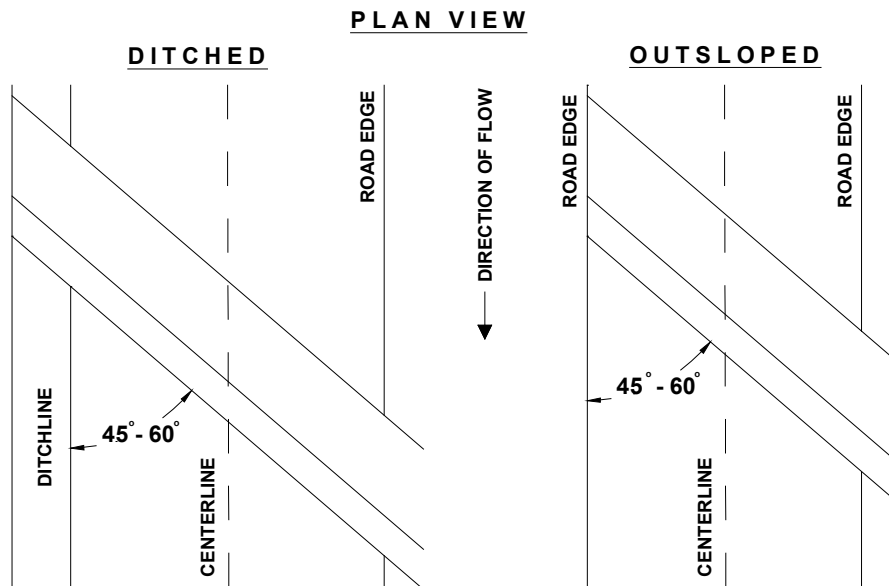 PLAN VIEW
DITCHED
OUTSLOPED
ROAD EDGE
DIRECTION OF FLOW
ROAD EDGE
ROAD EDGE
45° - 60°
45° - 60°
DITCHLINE
CENTERLINE
CENTERLINE